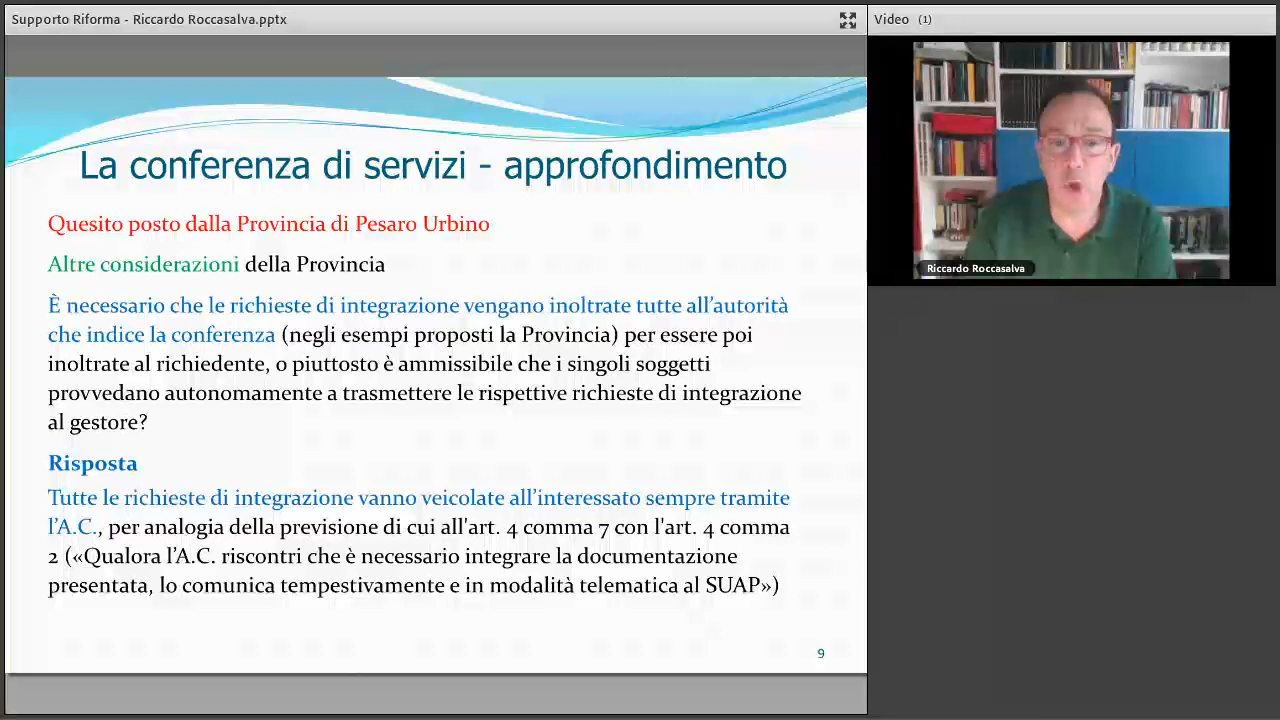 Supporto Riforma - Riccardo Roccasalva.pptx
Video (1)
La conferenza di servizi - approfondimento
Quesito posto dalla Provincia di Pesaro Urbino
Altre considerazioni della Provincia
È necessario che le richieste di integrazione vengano inoltrate tutte all'autorità
che indice la conferenza (negli esempi proposti la Provincia) per essere poi
inoltrate al richiedente, o piuttosto è ammissibile che i singoli soggetti
provvedano autonomamente a trasmettere le rispettive richieste di integrazione
al gestore?
Risposta
Tutte le richieste di integrazione vanno veicolate all'interessato sempre tramite
l'A.C., per analogia della previsione di cui all'art. 4 comma 7 con l'art. 4 comma
2 («Qualora l'A.C. riscontri che è necessario integrare la documentazione
presentata, lo comunica tempestivamente e in modalità telematica al SUAP»)
9
Riccardo Roccasalva